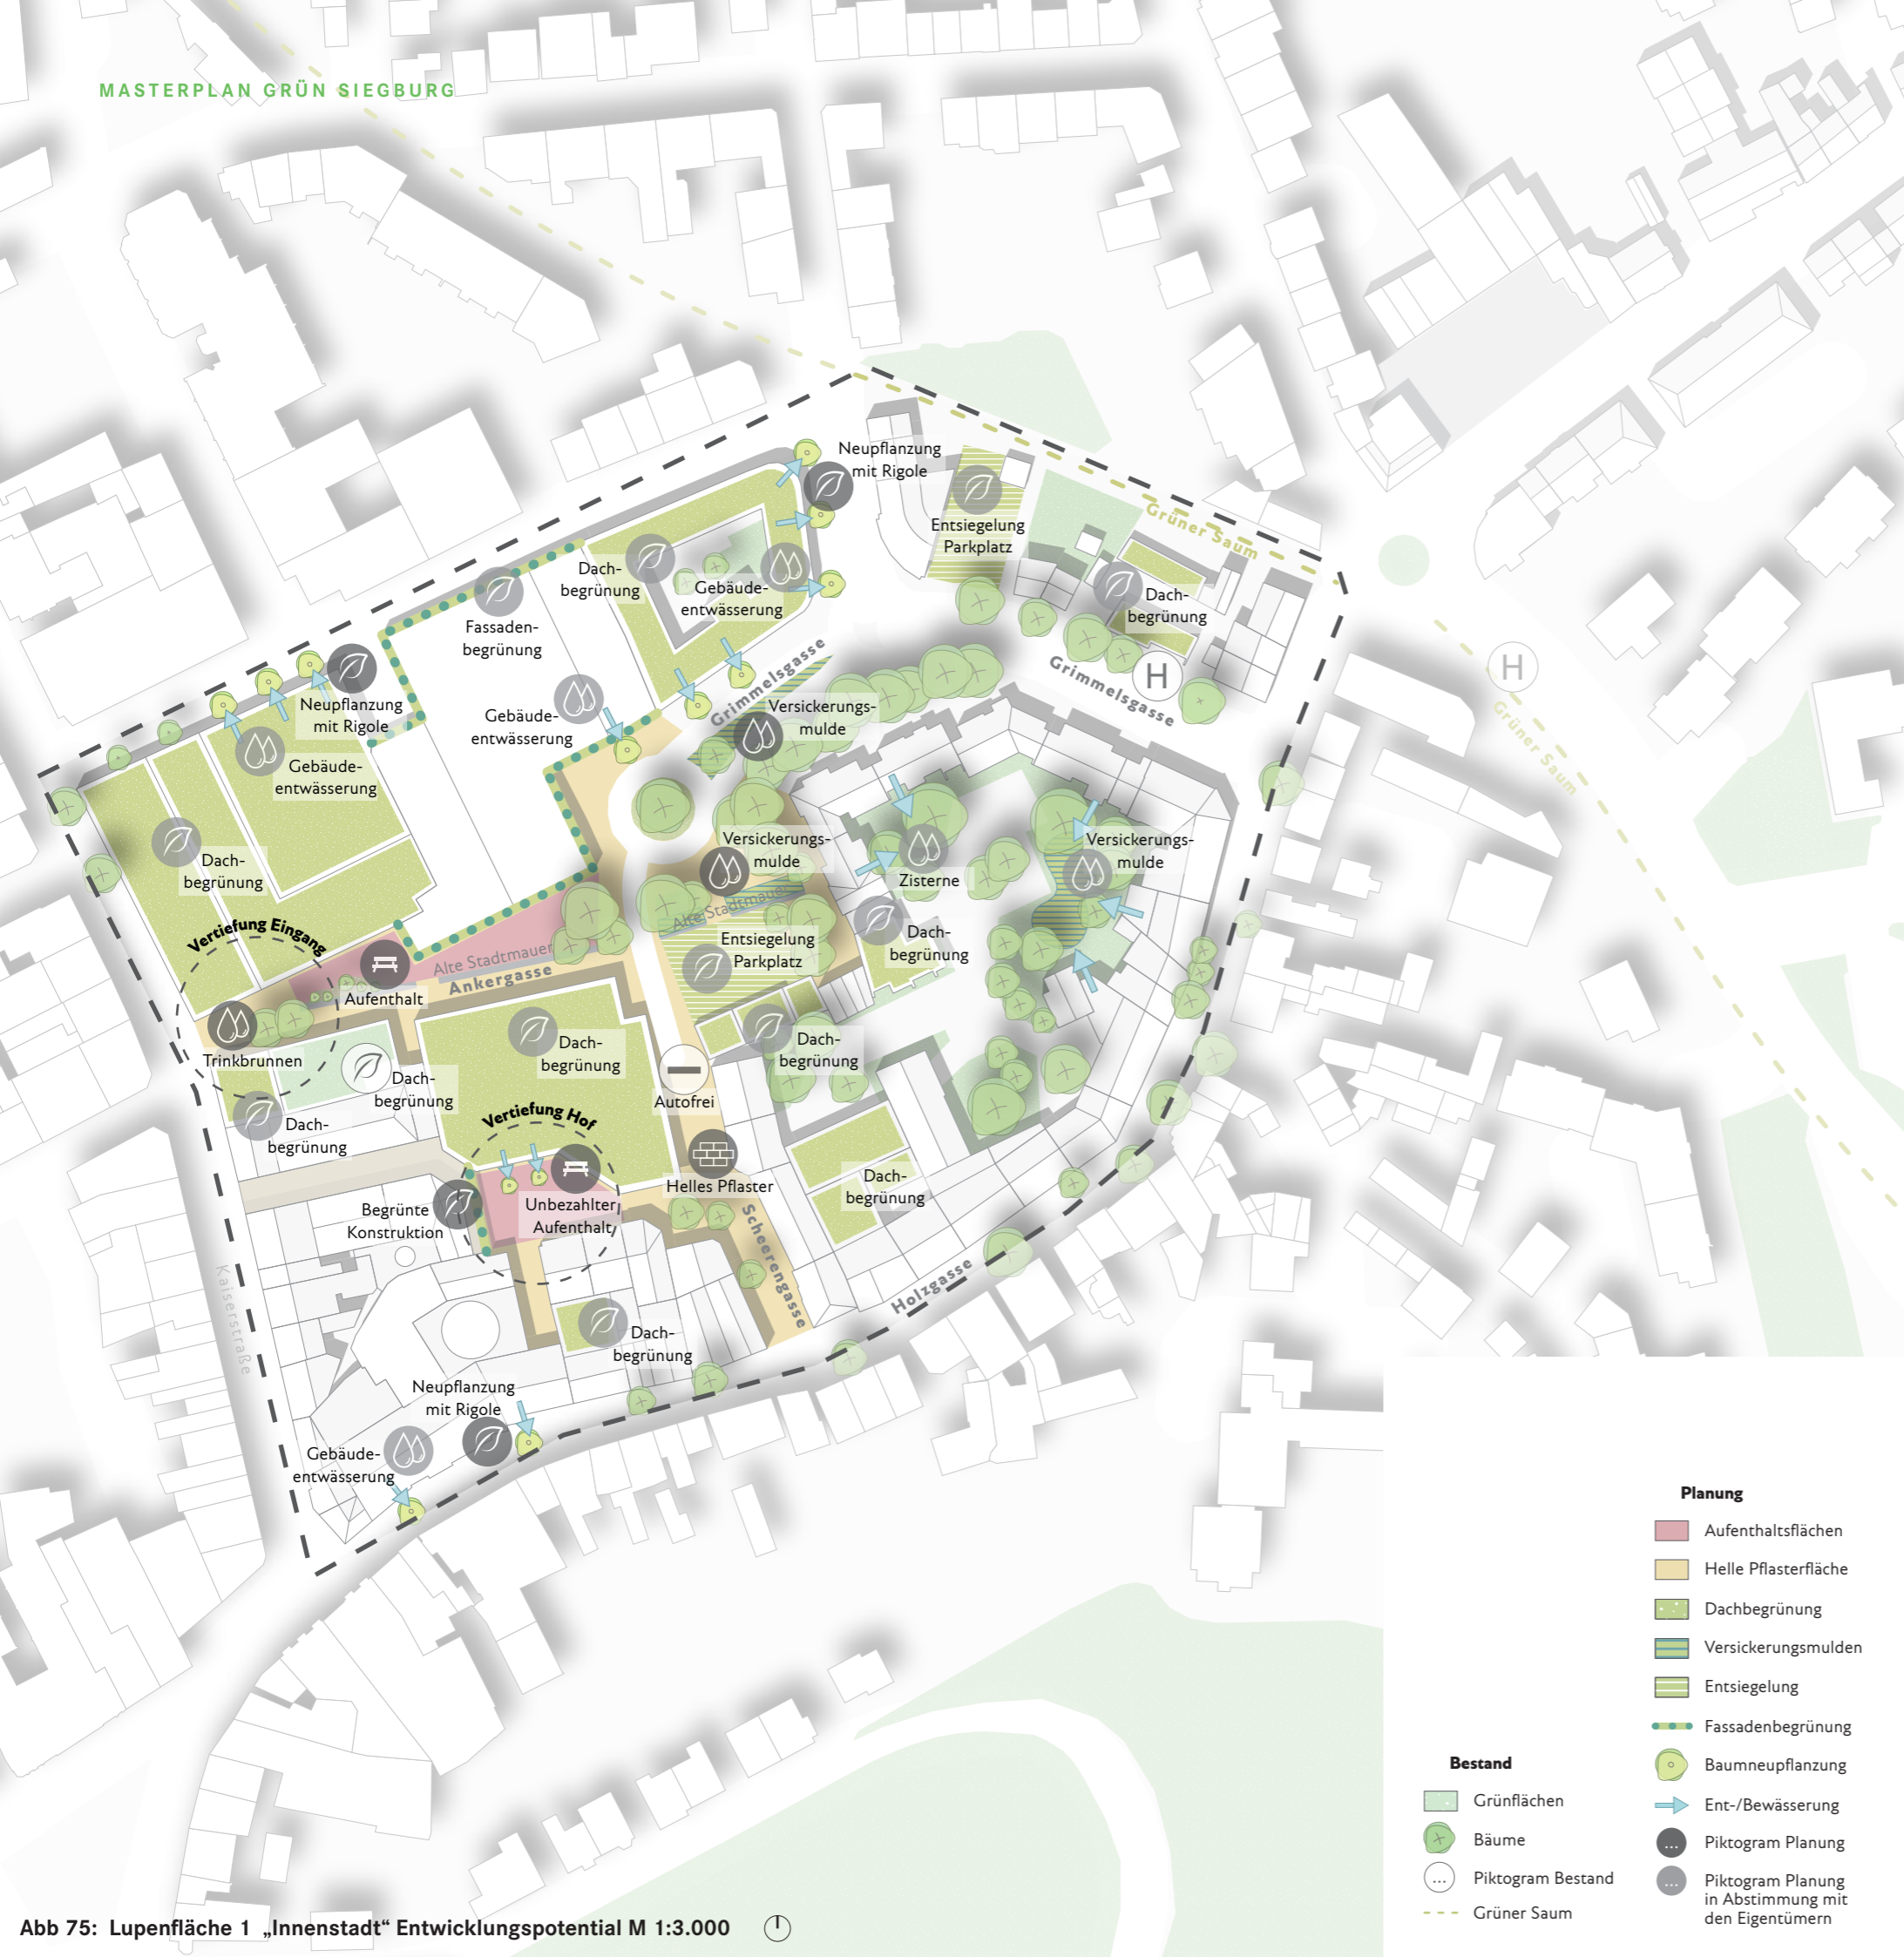 MASTERPLAN GRÜN SIEGBURG
Neupflanzung
mit Rigole
Entsiegelung
Parkplatz
Grüner Saum
Dach-
begrünung
Gebäude-
entwässerung
Dach-
begrünung
Fassaden-
begrünung
Grimmelsgasse
Grimmelsgasse
H
H
Grüner Saum
Neupflanzung
mit Rigole
Gebäude-
entwässerung
Versickerungs-
mulde
Gebäude-
entwässerung
Dach-
begrünung
Versickerungs-
mulde
Zisterne
Versickerungs-
mulde
Alte Stadtmauer
Vertiefung Eingang
Entsiegelung
Parkplatz
Dach-
begrünung
Alte Stadtmauer
Ankergasse
Aufenthalt
Trinkbrunnen
Dach-
begrünung
Dach-
begrünung
Dach-
begrünung
Dach-
begrünung
Autofrei
Vertiefung Hof
Helles Pflaster
Dach-
begrünung
Begrünte
Konstruktion
Unbezahlter
Aufenthalt
Scheerengasse
Kaiserstraße
Holzgasse
Dach-
begrünung
Neupflanzung
mit Rigole
Gebäude-
entwässerung
Planung
Aufenthaltsflächen
Helle Pflasterfläche
Dachbegrünung
Versickerungsmulden
Entsiegelung
Fassadenbegrünung
Baumneupflanzung
Ent-/Bewässerung
... Piktogram Planung
... Piktogram Planung
in Abstimmung mit
den Eigentümern
Bestand
Grünflächen
Bäume
... Piktogram Bestand
Grüner Saum
Abb 75: Lupenfläche 1 „Innenstadt“ Entwicklungspotential M 1:3.000